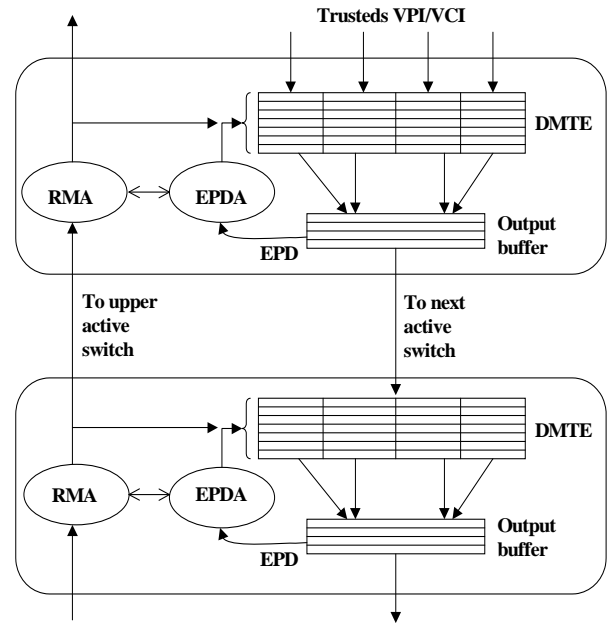 Trusteds VPI/VCI
DMTE
RMA
EPDA
Output
buffer
EPD
To upper
active
switch
To next
active
switch
DMTE
RMA
EPDA
Output
buffer
EPD